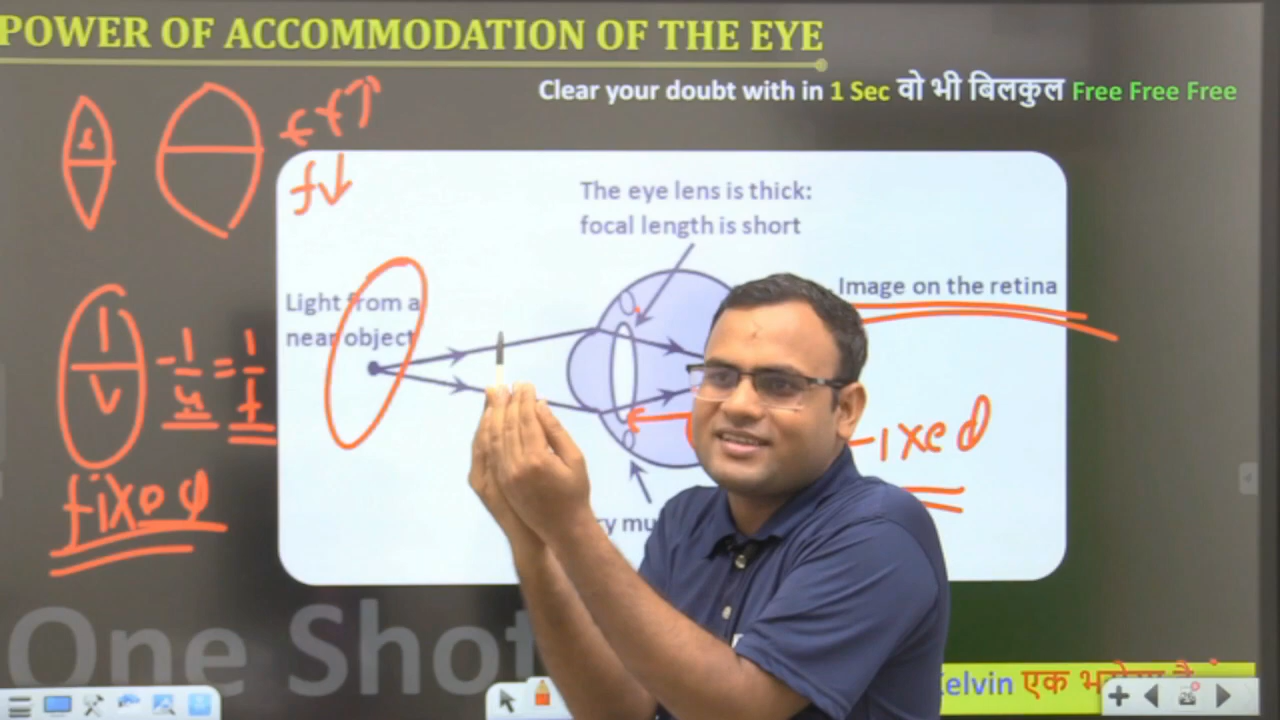 POWER OF ACCOMMODATION OF THE EYE
Clear your doubt with in 1 Sec वो भी बिलकुल Free Free Free
f↑
f↓
The eye lens is thick:
focal length is short
Light from a
near object
Image on the retina
1/v - 1/u = 1/f
fixed
One Shot
एक